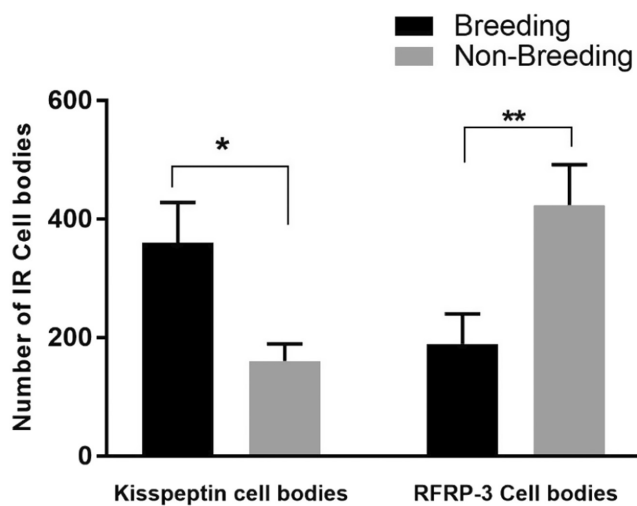 Breeding
Non-Breeding
Number of IR Cell bodies
600
400
200
0
*
**
Kisspeptin cell bodies
RFRP-3 Cell bodies